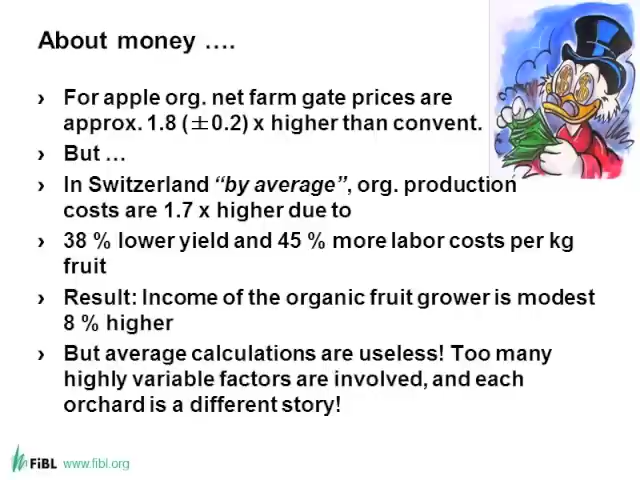 About money ….
› For apple org. net farm gate prices are
approx. 1.8 (±0.2) x higher than convent.
› But …
› In Switzerland “by average”, org. production
costs are 1.7 x higher due to
› 38 % lower yield and 45 % more labor costs per kg
fruit
› Result: Income of the organic fruit grower is modest
8 % higher
› But average calculations are useless! Too many
highly variable factors are involved, and each
orchard is a different story!
FiBL www.fibl.org